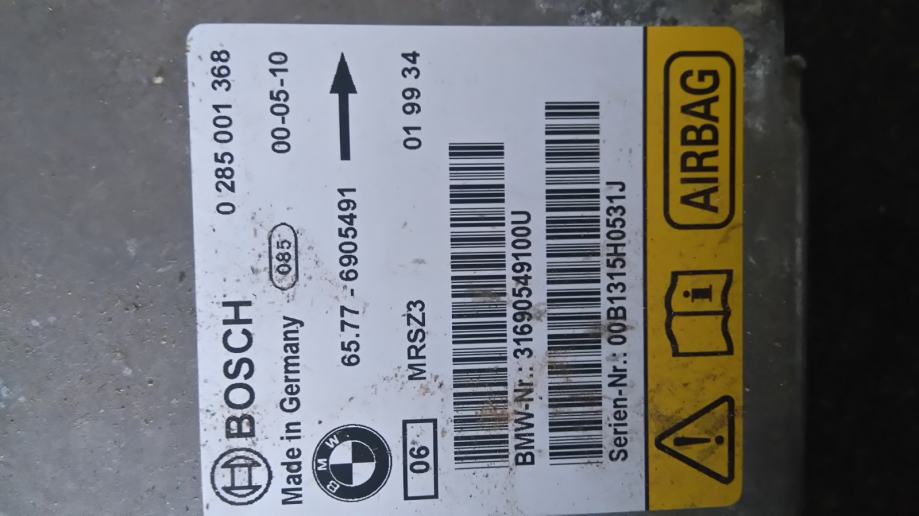 BOSCH 0 285 001 368
Made in Germany 085 00-05-10
BMW 65.77 - 6905491
06 MRSZ3 01 99 34
BMW-Nr.: 31690549100U
Serien-Nr.: 00B1315H0531J
AIRBAG